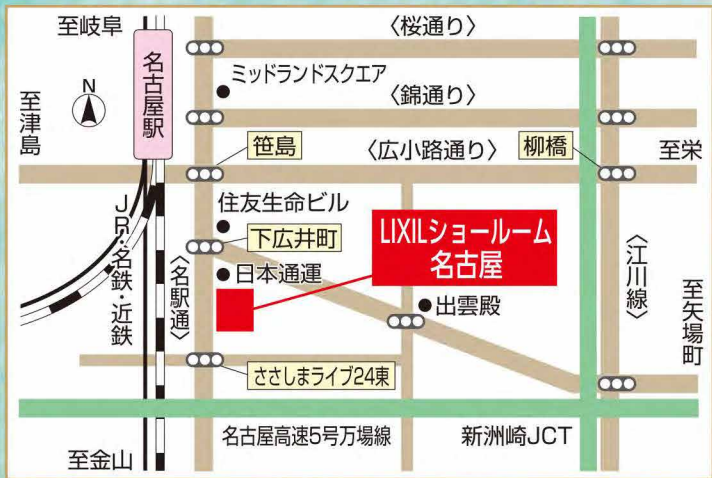 至岐阜
〈桜通り〉
名古屋駅
ミッドランドスクエア
N
至津島
〈錦通り〉
笹島
〈広小路通り〉
柳橋
至栄
住友生命ビル
下広井町
LIXILショールーム
名古屋
JR・名鉄・近鉄
〈名駅通〉
日本通運
出雲殿
〈江川線〉
至矢場町
ささしまライブ24東
名古屋高速5号万場線
新洲崎JCT
至金山